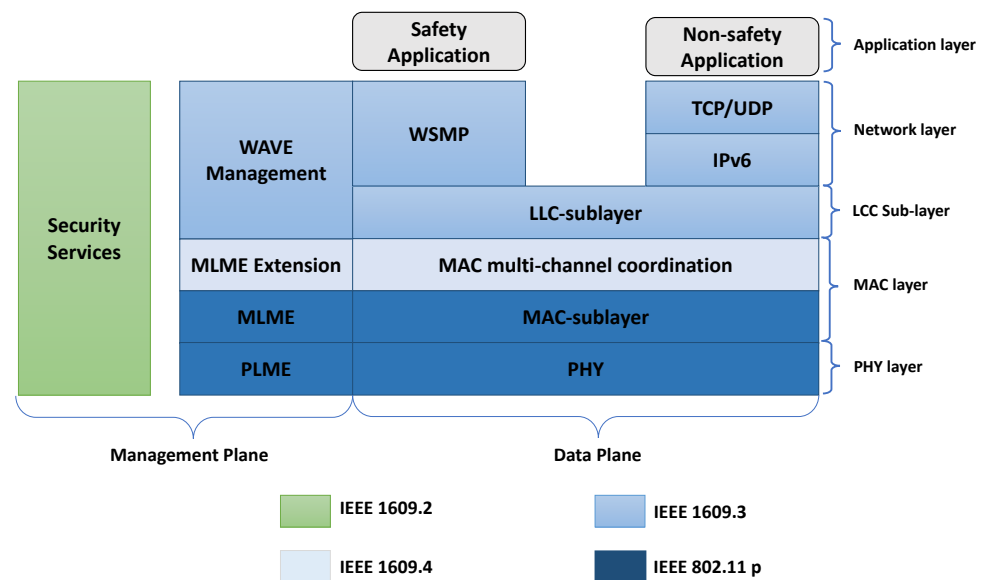 Safety
Application
Non-safety
Application
Application layer
TCP/UDP
WSMP
Network layer
WAVE
Management
IPv6
Security
Services
LLC-sublayer
LCC Sub-layer
MLME Extension
MAC multi-channel coordination
MAC layer
MLME
MAC-sublayer
PLME
PHY
PHY layer
Management Plane
Data Plane
IEEE 1609.2
IEEE 1609.3
IEEE 1609.4
IEEE 802.11 p